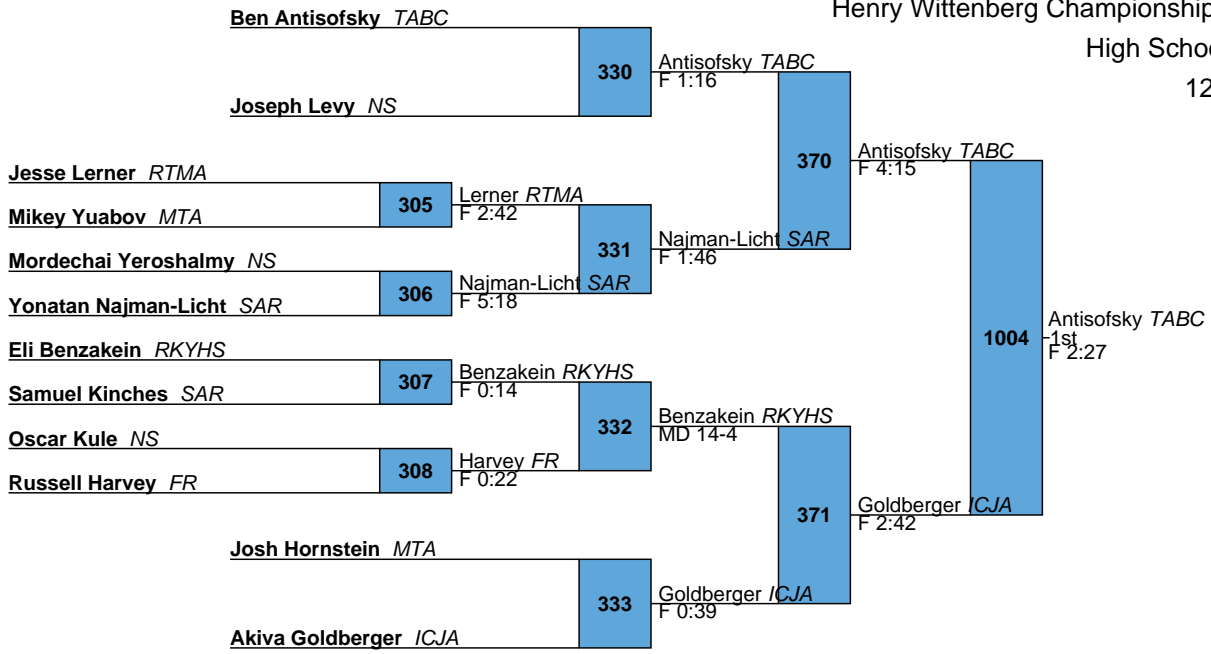 Henry Wittenberg Championship
High Schoo
12
Ben Antisofsky TABC
330
Antisofsky TABC
F 1:16
Joseph Levy NS
370
Antisofsky TABC
F 4:15
Jesse Lerner RTMA
305
Lerner RTMA
F 2:42
Mikey Yuabov MTA
331
Najman-Licht SAR
F 1:46
Mordechai Yeroshalmy NS
306
Najman-Licht SAR
F 5:18
Yonatan Najman-Licht SAR
1004
Antisofsky TABC
1st
F 2:27
Eli Benzakein RKYHS
307
Benzakein RKYHS
F 0:14
Samuel Kinches SAR
332
Benzakein RKYHS
MD 14-4
Oscar Kule NS
308
Harvey FR
F 0:22
Russell Harvey FR
371
Goldberger ICJA
F 2:42
Josh Hornstein MTA
333
Goldberger ICJA
F 0:39
Akiva Goldberger ICJA